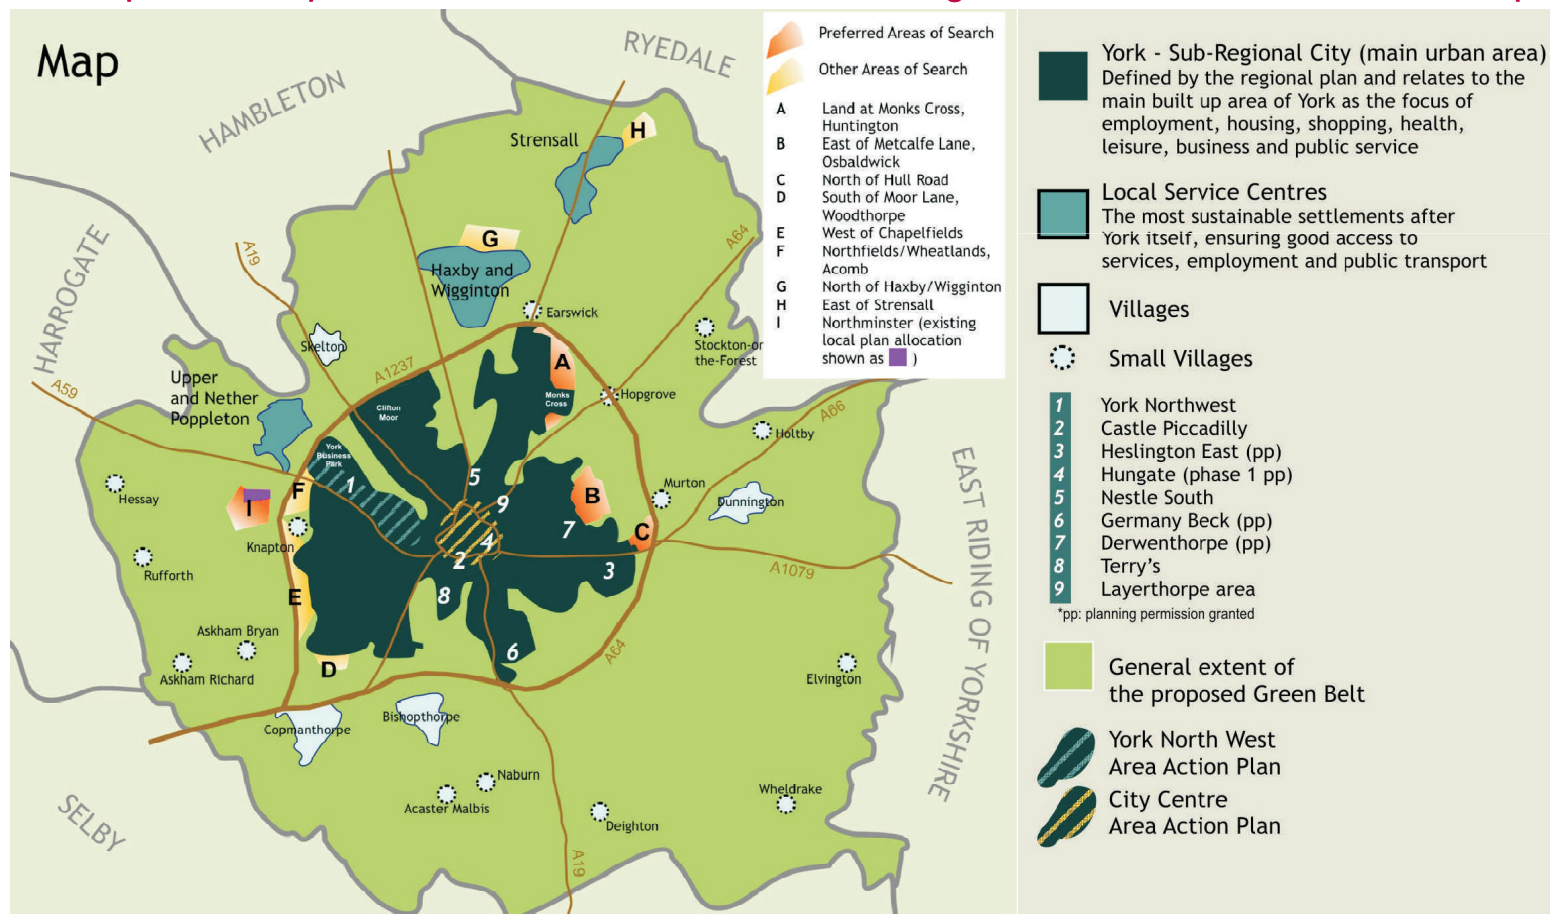 Map
HAMBLETON
RYEDALE
HARROGATE
SELBY
EAST RIDING OF YORKSHIRE
Strensall
H
G
Haxby and
Wigginton
Earswick
A19
A64
Skelton
Stockton-on
the-Forest
A1237
A
Monks
Cross
Hopgrove
Clifton
Moor
A59
Upper
and Nether
Poppleton
York
Business
Park
A66
Holtby
Hessay
I
F
1
5
9
B
Murton
Dunnington
Knapton
4
2
7
C
Rufforth
E
8
3
A1079
Askham Bryan
Askham Richard
D
6
A64
Elvington
Copmanthorpe
Bishopthorpe
Naburn
Acaster Malbis
Deighton
Wheldrake
A19
Preferred Areas of Search
Other Areas of Search
A Land at Monks Cross,
Huntington
B East of Metcalfe Lane,
Osbaldwick
C North of Hull Road
D South of Moor Lane,
Woodthorpe
E West of Chapelfields
F Northfields/Wheatlands,
Acomb
G North of Haxby/Wigginton
H East of Strensall
I Northminster (existing
local plan allocation
shown as )
York - Sub-Regional City (main urban area)
Defined by the regional plan and relates to the
main built up area of York as the focus of
employment, housing, shopping, health,
leisure, business and public service
Local Service Centres
The most sustainable settlements after
York itself, ensuring good access to
services, employment and public transport
Villages
Small Villages
1 York Northwest
2 Castle Piccadilly
3 Heslington East (pp)
4 Hungate (phase 1 pp)
5 Nestle South
6 Germany Beck (pp)
7 Derwenthorpe (pp)
8 Terry's
9 Layerthorpe area
*pp: planning permission granted
General extent of
the proposed Green Belt
York North West
Area Action Plan
City Centre
Area Action Plan